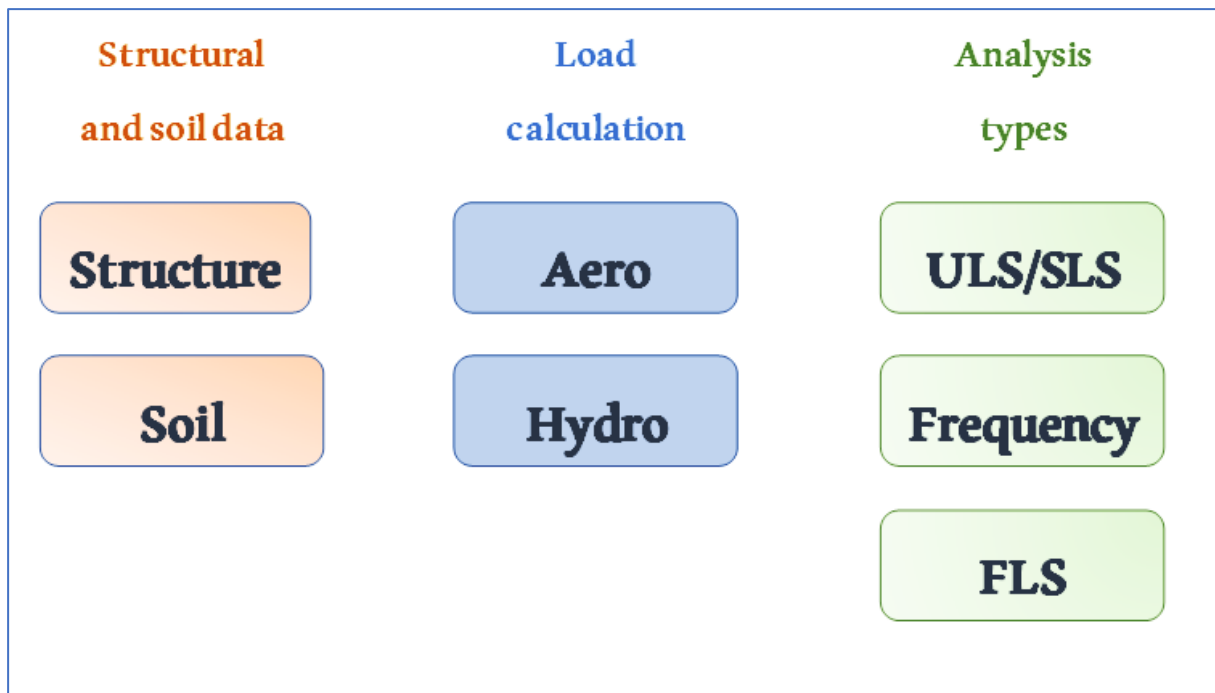 Structural
and soil data
Structure
Soil
Load
calculation
Aero
Hydro
Analysis
types
ULS/SLS
Frequency
FLS